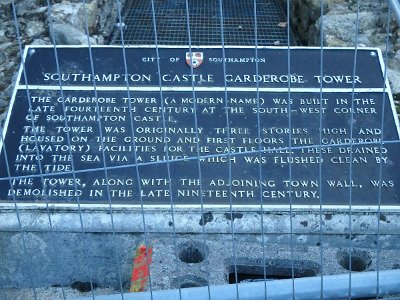 CITY OF SOUTHAMPTON
SOUTHAMPTON CASTLE GARDEROBE TOWER
THE GARDEROBE TOWER (A MODERN NAME) WAS BUILT IN THE
LATE FOURTEENTH CENTURY AT THE SOUTH-WEST CORNER
OF SOUTHAMPTON CASTLE.
THE TOWER WAS ORIGINALLY THREE STORIES HIGH AND
HOUSED ON THE GROUND AND FIRST FLOORS THE GARDEROBE
(LAVATORY) FACILITIES FOR THE CASTLE HALL. THESE DRAINED
INTO THE SEA VIA A SLUICE WHICH WAS FLUSHED CLEAN BY
THE TIDE.
THE TOWER, ALONG WITH THE ADJOINING TOWN WALL, WAS
DEMOLISHED IN THE LATE NINETEENTH CENTURY.